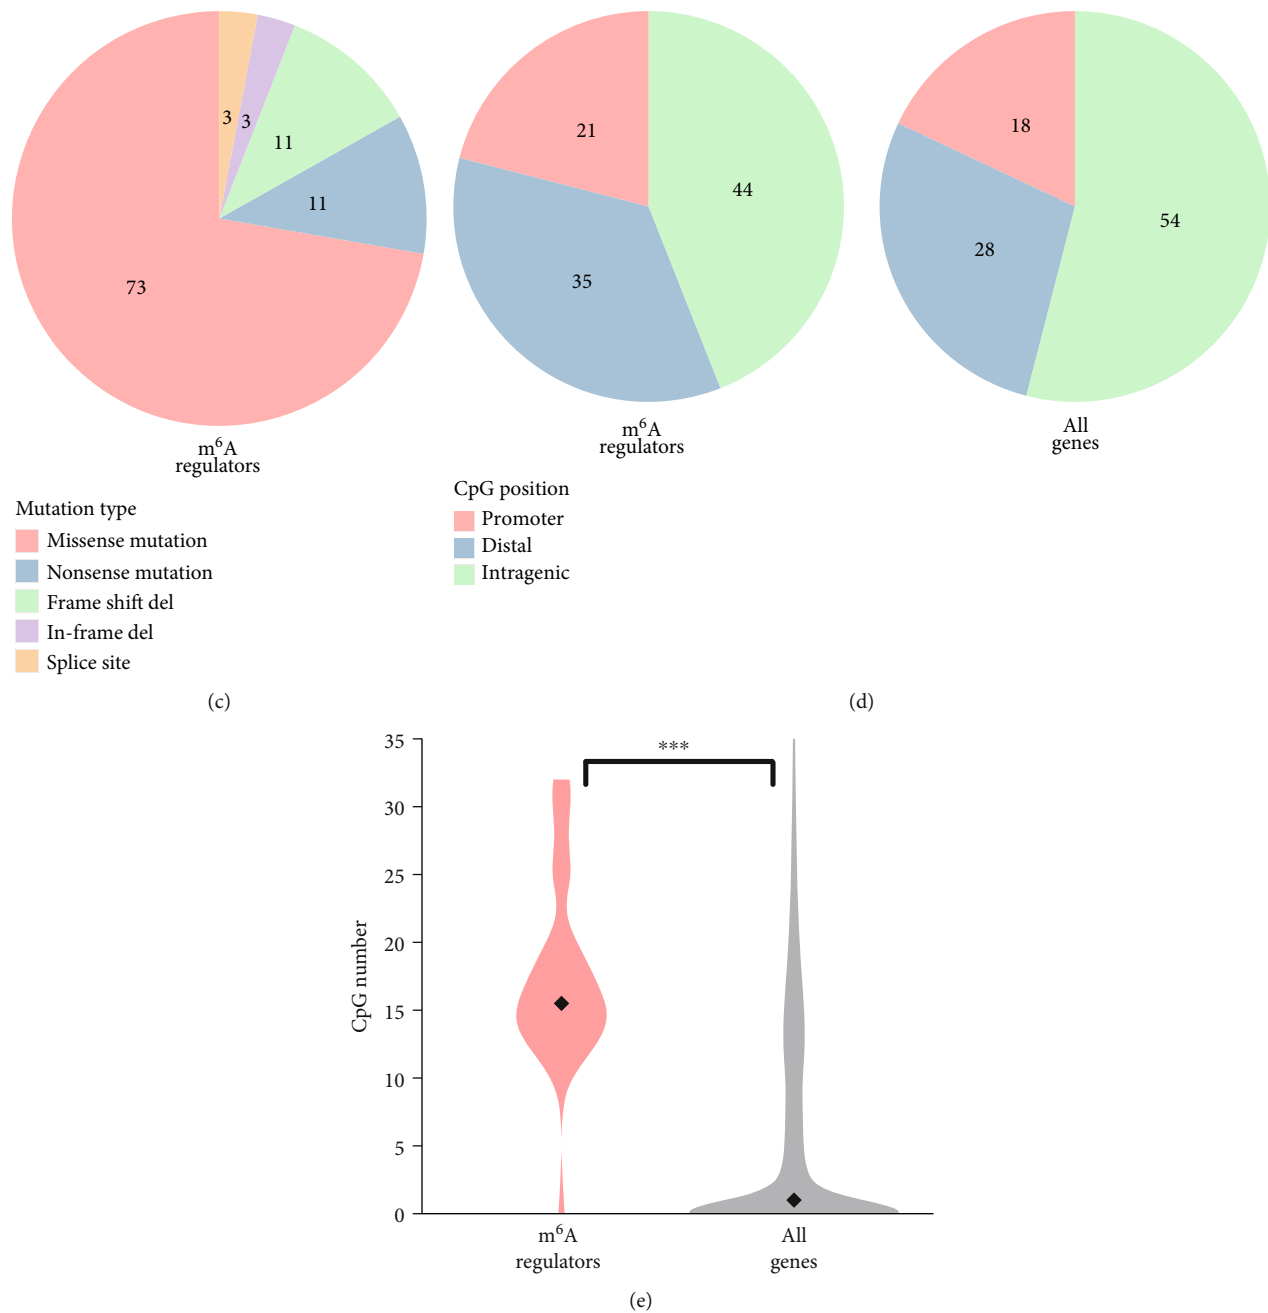 3
3
11
11
73
m⁶A
regulators
Mutation type
Missense mutation
Nonsense mutation
Frame shift del
In-frame del
Splice site
(c)
21
44
35
m⁶A
regulators
18
54
28
All
genes
CpG position
Promoter
Distal
Intragenic
(d)
35
30
25
20
15
10
5
0
CpG number
***
m⁶A
regulators
All
genes
(e)